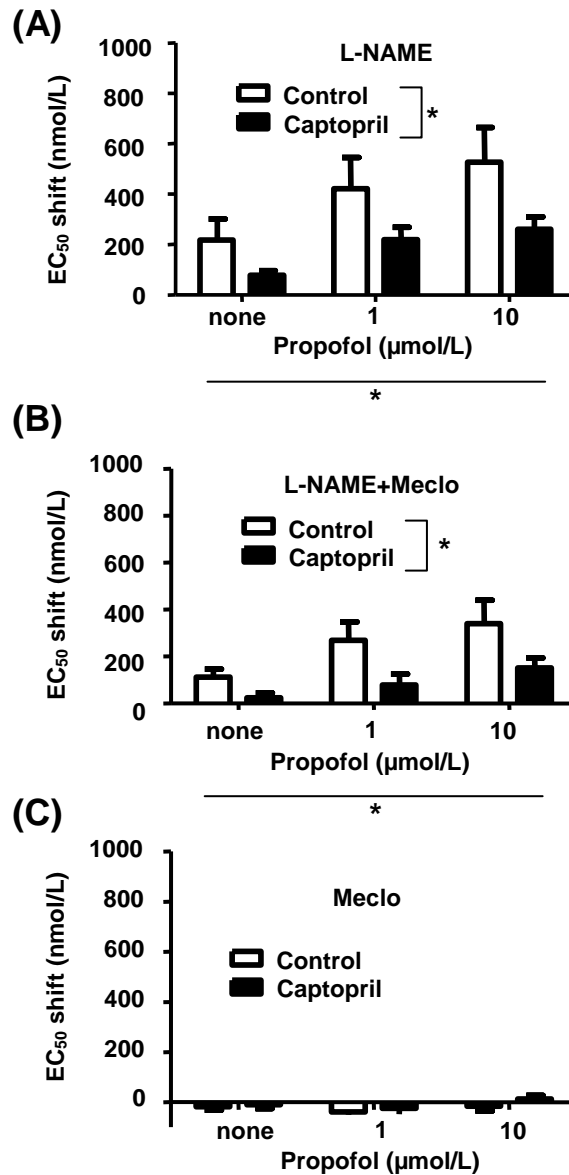 (A)
1000
800
600
400
200
0
EC50 shift (nmol/L)
L-NAME
Control
Captopril
*
none 1 10
Propofol (µmol/L)
*
(B)
1000
800
600
400
200
0
EC50 shift (nmol/L)
L-NAME+Meclo
Control
Captopril
*
none 1 10
Propofol (µmol/L)
*
(C)
1000
800
600
400
200
0
EC50 shift (nmol/L)
Meclo
Control
Captopril
none 1 10
Propofol (µmol/L)